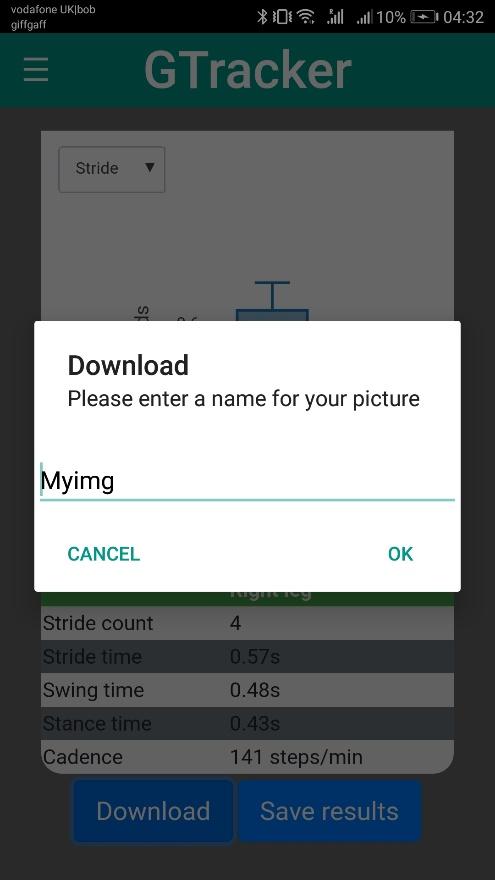 vodafone UK|bob
giffgaff
10%
04:32
GTracker
Stride
Download
Please enter a name for your picture
Myimg
CANCEL
OK
Right leg
Stride count 4
Stride time 0.57s
Swing time 0.48s
Stance time 0.43s
Cadence 141 steps/min
Download
Save results